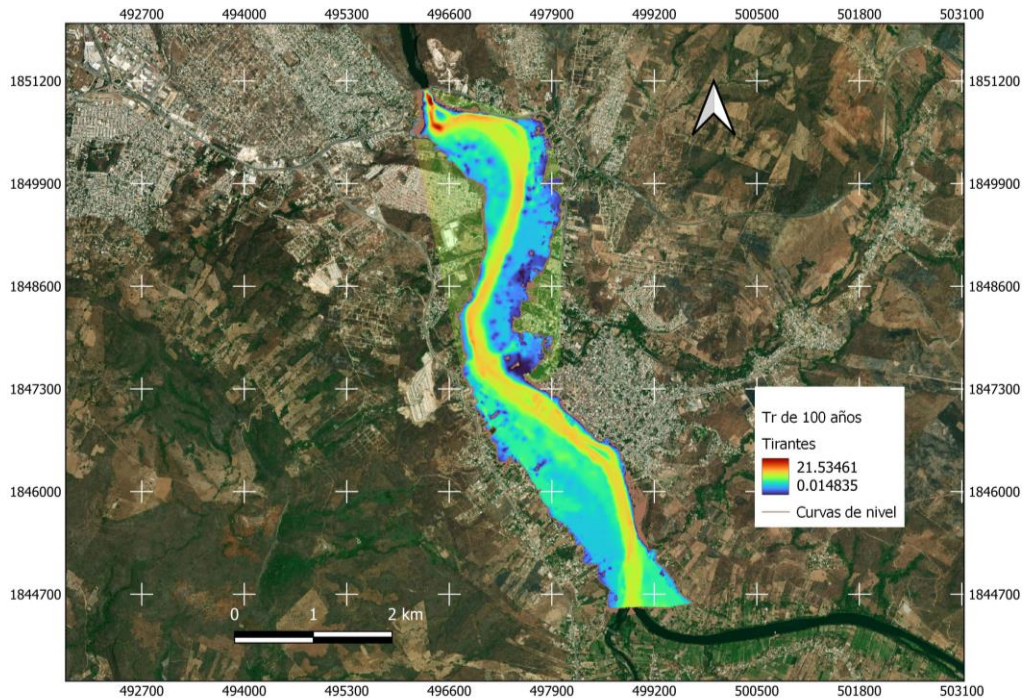 492700 494000 495300 496600 497900 499200 500500 501800 503100
1851200 1851200
1849900 1849900
1848600 1848600
1847300 1847300
Tr de 100 años
Tirantes
21.53461
0.014835
1846000 1846000
Curvas de nivel
1844700 1844700
0 1 2 km
492700 494000 495300 496600 497900 499200 500500 501800 503100